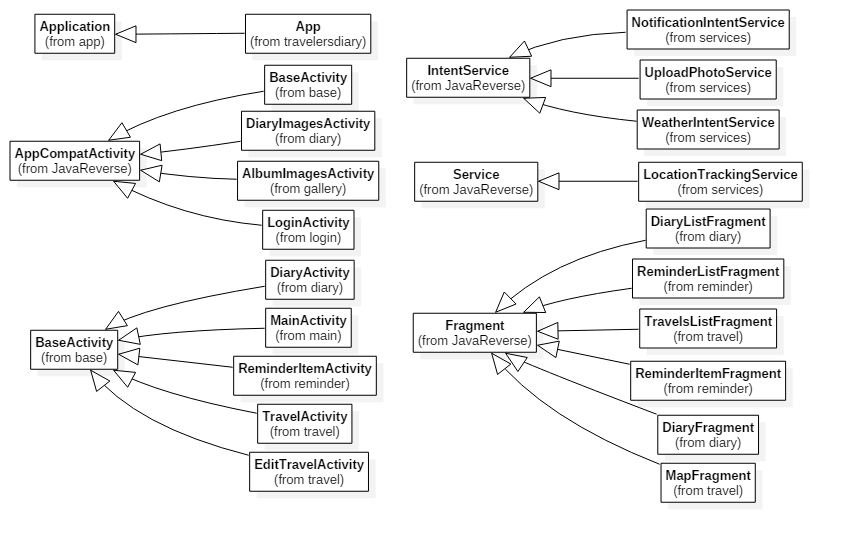 Application
(from app)
App
(from travelersdiary)
BaseActivity
(from base)
DiaryImagesActivity
(from diary)
AppCompatActivity
(from JavaReverse)
AlbumImagesActivity
(from gallery)
LoginActivity
(from login)
DiaryActivity
(from diary)
MainActivity
(from main)
BaseActivity
(from base)
ReminderItemActivity
(from reminder)
TravelActivity
(from travel)
EditTravelActivity
(from travel)
NotificationIntentService
(from services)
IntentService
(from JavaReverse)
UploadPhotoService
(from services)
WeatherIntentService
(from services)
Service
(from JavaReverse)
LocationTrackingService
(from services)
DiaryListFragment
(from diary)
ReminderListFragment
(from reminder)
Fragment
(from JavaReverse)
TravelsListFragment
(from travel)
ReminderItemFragment
(from reminder)
DiaryFragment
(from diary)
MapFragment
(from travel)